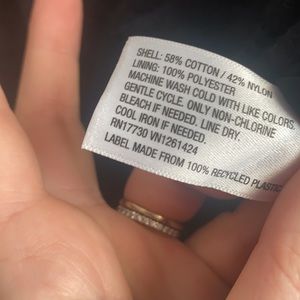 SHELL: 58% COTTON / 42% NYLON
LINING: 100% POLYESTER
MACHINE WASH COLD WITH LIKE COLORS
GENTLE CYCLE. ONLY NON-CHLORINE
BLEACH IF NEEDED. LINE DRY.
COOL IRON IF NEEDED.
RN17730 VN1261424
LABEL MADE FROM 100% RECYCLED PLASTIC